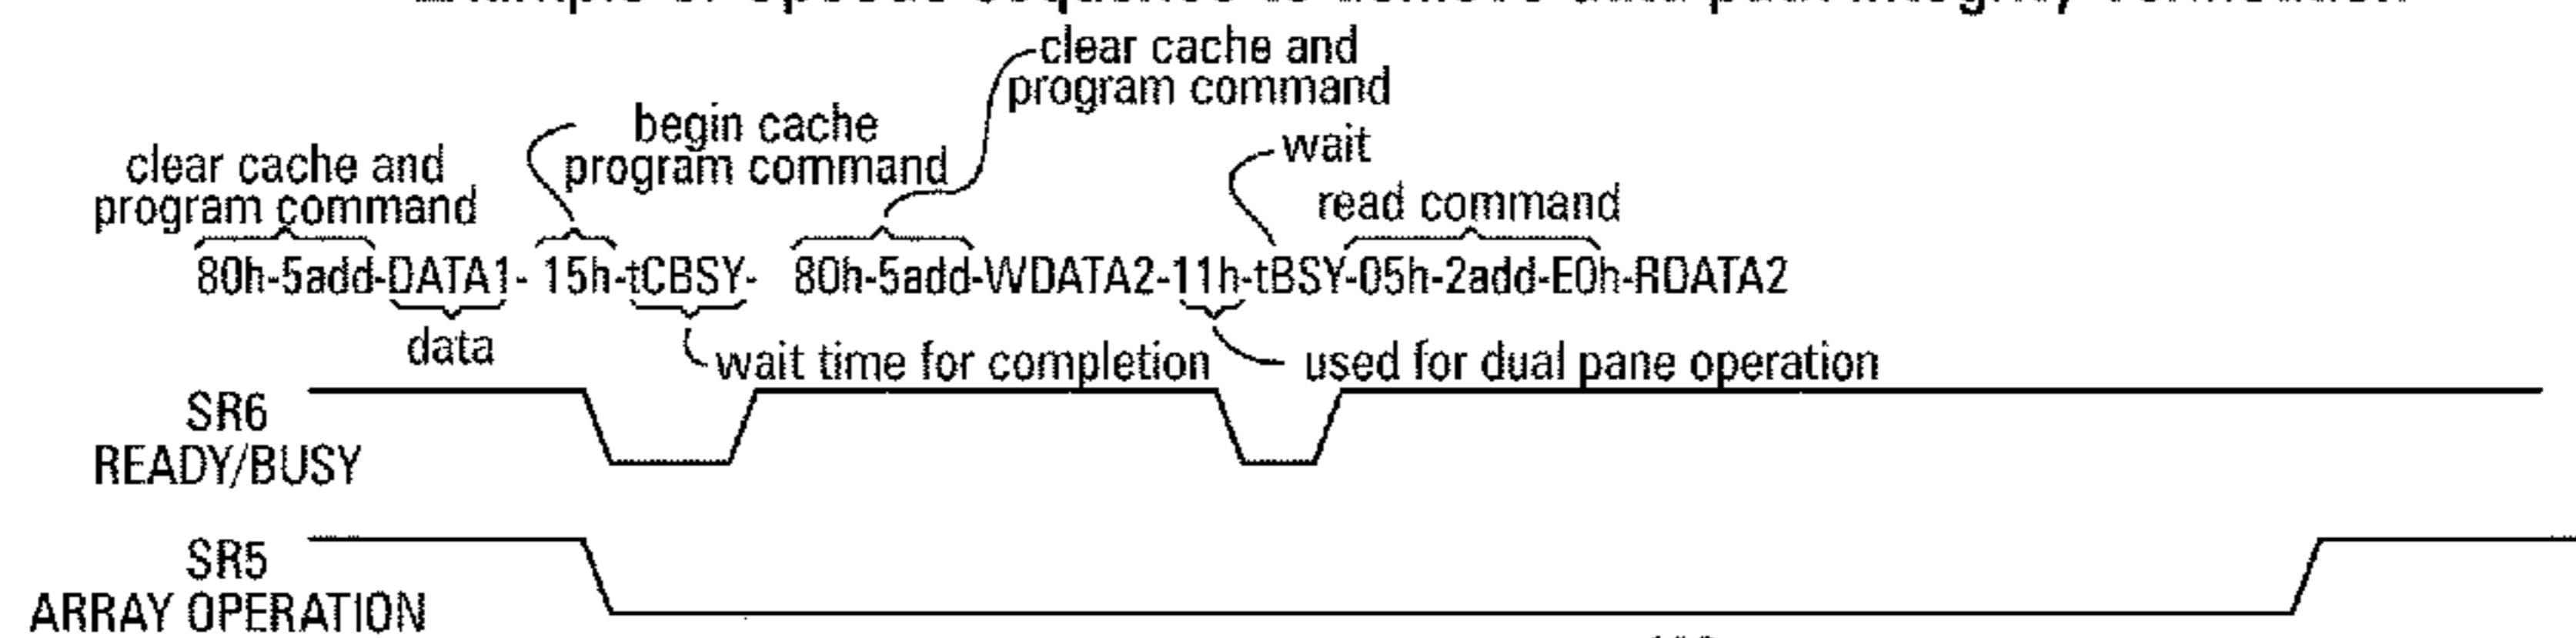 clear cache and
program command
begin cache
program command
wait
clear cache and
program command
read command
80h-5add-DATA1- 15h-tCBSY- 80h-5add-WDATA2-11h-tBSY-05h-2add-E0h-RDATA2
data
wait time for completion
used for dual pane operation
SR6
READY/BUSY
SR5
ARRAY OPERATION